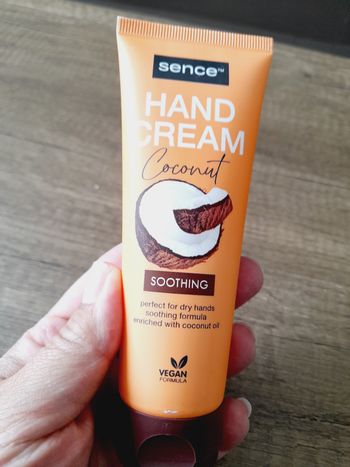 sence™
HAND
CREAM
Coconut
SOOTHING
perfect for dry hands
soothing formula
enriched with coconut oil
VEGAN
FORMULA